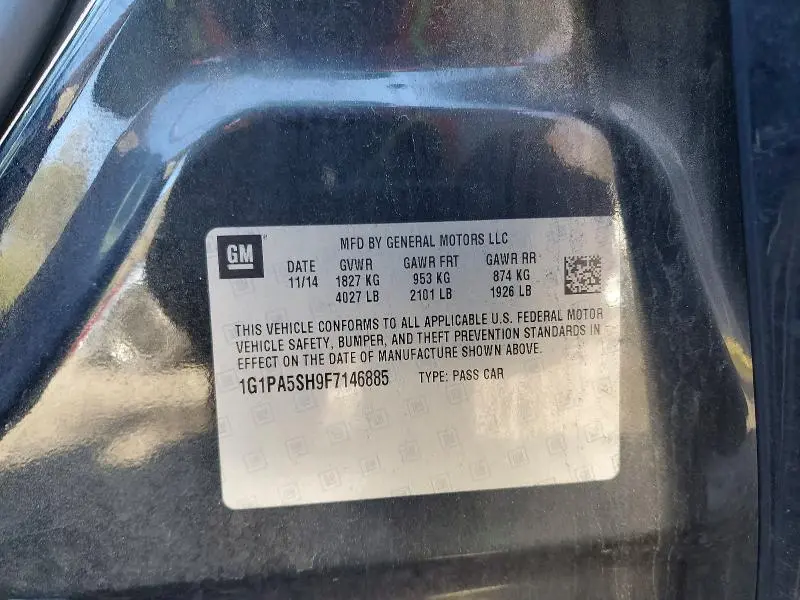 GM
MFD BY GENERAL MOTORS LLC
DATE GVWR GAWR FRT GAWR RR
11/14 1827 KG 953 KG 874 KG
4027 LB 2101 LB 1926 LB
THIS VEHICLE CONFORMS TO ALL APPLICABLE U.S. FEDERAL MOTOR
VEHICLE SAFETY, BUMPER, AND THEFT PREVENTION STANDARDS IN
EFFECT ON THE DATE OF MANUFACTURE SHOWN ABOVE.
1G1PA5SH9F7146885 TYPE: PASS CAR